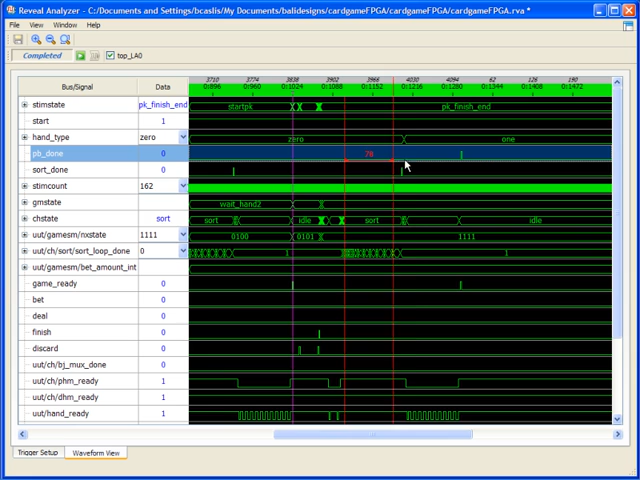 Reveal Analyzer - C:/Documents and Settings/bcaslis/My Documents/balidesigns/cardgameFPGA/cardgameFPGA/cardgameFPGA.rva *
File View Window Help
Completed top_LA0
Bus/Signal Data 3710 3774 3838 3902 3966 4030 4094 62 126 190
0:896 0:960 0:1024 0:1088 0:1152 0:1216 0:1280 0:1344 0:1408 0:1472
stimstate pk_finish_end startpk pk_finish_end
start 1
hand_type zero zero one
pb_done 0 78
sort_done 0
stimcount 162
gmstate wait_hand2
chstate sort sort idle sort idle
uut/gamesm/nxstate 1111 0100 0101 1111
uut/ch/sort/sort_loop_done 0 1 1
uut/gamesm/bet_amount_int
game_ready 0
bet 0
deal 0
finish 0
discard 0
uut/ch/bj_mux_done 0
uut/ch/phm_ready 1
uut/ch/dhm_ready 1
uut/hand_ready 1
Trigger Setup Waveform View